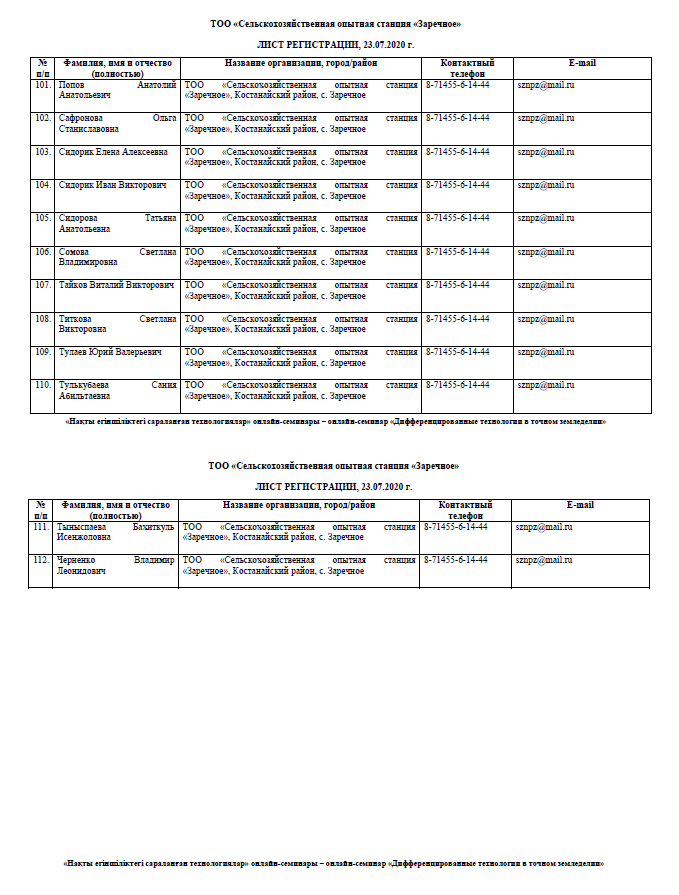 ТОО «Сельскохозяйственная опытная станция «Заречное»
ЛИСТ РЕГИСТРАЦИИ, 23.07.2020 г.
№ Фамилия, имя и отчество Название организации, город/район Контактный E-mail
п/п (полностью) телефон
101. Попов Анатолий ТОО «Сельскохозяйственная опытная станция 8-71455-6-14-44 sznpz@mail.ru
Анатольевич «Заречное», Костанайский район, с. Заречное
102. Сафронова Ольга ТОО «Сельскохозяйственная опытная станция 8-71455-6-14-44 sznpz@mail.ru
Станиславовна «Заречное», Костанайский район, с. Заречное
103. Сидорик Елена Алексеевна ТОО «Сельскохозяйственная опытная станция 8-71455-6-14-44 sznpz@mail.ru
«Заречное», Костанайский район, с. Заречное
104. Сидорик Иван Викторович ТОО «Сельскохозяйственная опытная станция 8-71455-6-14-44 sznpz@mail.ru
«Заречное», Костанайский район, с. Заречное
105. Сидорова Татьяна ТОО «Сельскохозяйственная опытная станция 8-71455-6-14-44 sznpz@mail.ru
Анатольевна «Заречное», Костанайский район, с. Заречное
106. Сомова Светлана ТОО «Сельскохозяйственная опытная станция 8-71455-6-14-44 sznpz@mail.ru
Владимировна «Заречное», Костанайский район, с. Заречное
107. Тайков Виталий Викторович ТОО «Сельскохозяйственная опытная станция 8-71455-6-14-44 sznpz@mail.ru
«Заречное», Костанайский район, с. Заречное
108. Титкова Светлана ТОО «Сельскохозяйственная опытная станция 8-71455-6-14-44 sznpz@mail.ru
Викторовна «Заречное», Костанайский район, с. Заречное
109. Тулаев Юрий Валерьевич ТОО «Сельскохозяйственная опытная станция 8-71455-6-14-44 sznpz@mail.ru
«Заречное», Костанайский район, с. Заречное
110. Тулькубаева Сания ТОО «Сельскохозяйственная опытная станция 8-71455-6-14-44 sznpz@mail.ru
Абильтаевна «Заречное», Костанайский район, с. Заречное
«Нақты егіншіліктегі сараланған технологиялар» онлайн-семинары – онлайн-семинар «Дифференцированные технологии в точном земледелии»
ТОО «Сельскохозяйственная опытная станция «Заречное»
ЛИСТ РЕГИСТРАЦИИ, 23.07.2020 г.
№ Фамилия, имя и отчество Название организации, город/район Контактный E-mail
п/п (полностью) телефон
111. Тыныспаева Бахиткуль ТОО «Сельскохозяйственная опытная станция 8-71455-6-14-44 sznpz@mail.ru
Исенжоловна «Заречное», Костанайский район, с. Заречное
112. Черненко Владимир ТОО «Сельскохозяйственная опытная станция 8-71455-6-14-44 sznpz@mail.ru
Леонидович «Заречное», Костанайский район, с. Заречное
«Нақты егіншіліктегі сараланған технологиялар» онлайн-семинары – онлайн-семинар «Дифференцированные технологии в точном земледелии»